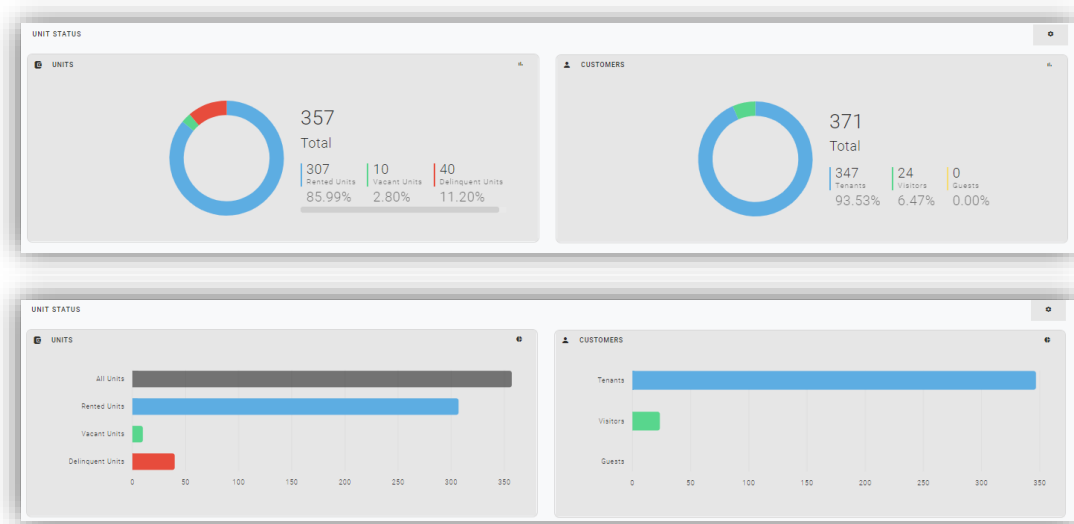 UNIT STATUS
UNITS
357
Total
307 10 40
Rented Units Vacant Units Delinquent Units
85.99% 2.80% 11.20%
CUSTOMERS
371
Total
347 24 0
Tenants Visitors Guests
93.53% 6.47% 0.00%
UNIT STATUS
UNITS
All Units
Rented Units
Vacant Units
Delinquent Units
0 50 100 150 200 250 300 350
CUSTOMERS
Tenants
Visitors
Guests
0 50 100 150 200 250 300 350